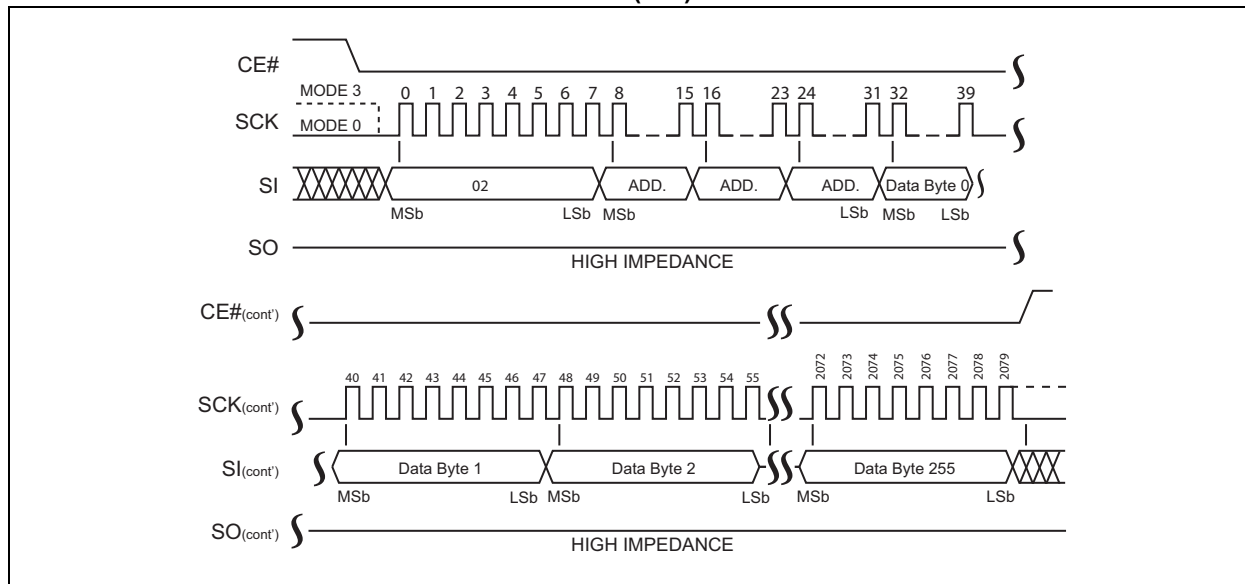 CE#
MODE 3
0 1 2 3 4 5 6 7 8 15 16 23 24 31 32 39
SCK
MODE 0
SI
02 ADD. ADD. ADD. Data Byte 0
MSb LSb MSb LSb MSb LSb
SO
HIGH IMPEDANCE
CE#(cont')
2072 2073 2074 2075 2076 2077 2078 2079
40 41 42 43 44 45 46 47 48 49 50 51 52 53 54 55
SCK(cont')
SI(cont') Data Byte 1 Data Byte 2 Data Byte 255
MSb LSb MSb LSb MSb LSb
SO(cont')
HIGH IMPEDANCE